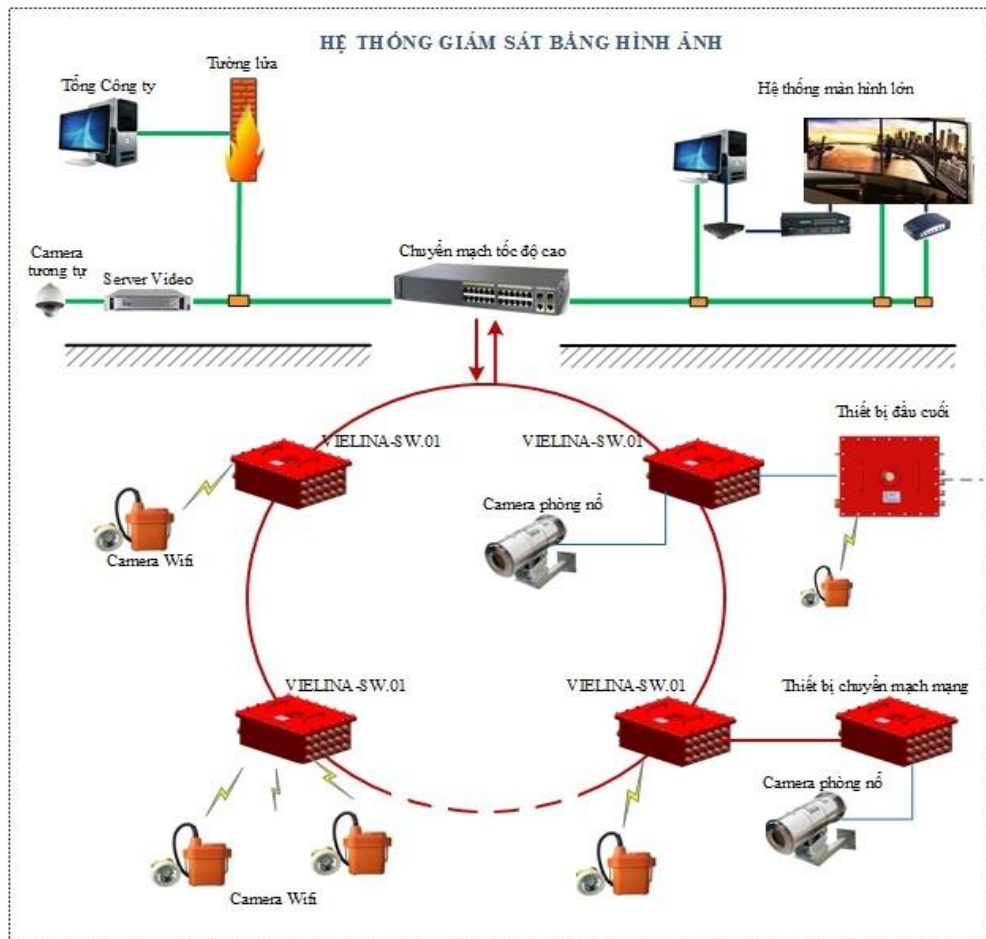 HỆ THỐNG GIÁM SÁT BẰNG HÌNH ẢNH
Tường lửa
Tổng Công ty
Hệ thống màn hình lớn
Camera
tương tự
Server Video
Chuyển mạch tốc độ cao
VIELINA-SW.01
VIELINA-SW.01
Thiết bị đầu cuối
Camera phòng nổ
Camera Wifi
VIELINA-SW.01
VIELINA-SW.01
Thiết bị chuyển mạch mạng
Camera phòng nổ
Camera Wifi